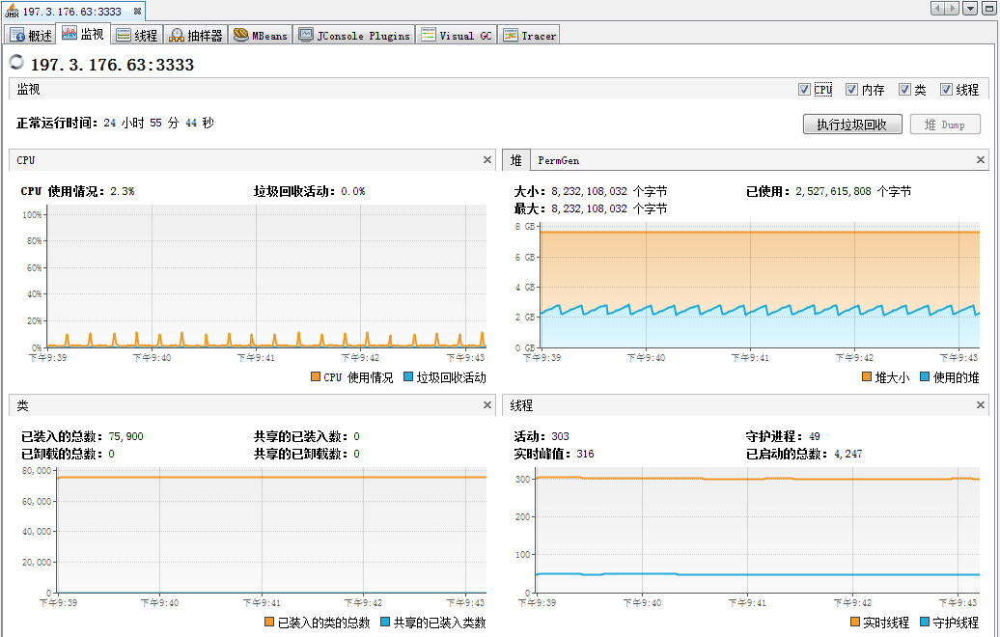 JMX 197.3.176.63:3333
概述 监视 线程 抽样器 MBeans JConsole Plugins Visual GC Tracer
197.3.176.63:3333
监视 CPU 内存 类 线程
正常运行时间：24 小时 55 分 44 秒
执行垃圾回收 堆 Dump
CPU
CPU 使用情况：2.3% 垃圾回收活动：0.0%
100%
80%
60%
40%
20%
0%
下午9:39 下午9:40 下午9:41 下午9:42 下午9:43
CPU 使用情况 垃圾回收活动
堆 PermGen
大小：8,232,108,032 个字节 已使用：2,527,615,808 个字节
最大：8,232,108,032 个字节
8 GB
6 GB
4 GB
2 GB
0 GB
下午9:39 下午9:40 下午9:41 下午9:42 下午9:43
堆大小 使用的堆
类
已装入的总数：75,900 共享的已装入数：0
已卸载的总数：0 共享的已卸载数：0
80,000
60,000
40,000
20,000
0
下午9:39 下午9:40 下午9:41 下午9:42 下午9:43
已装入的类的总数 共享的已装入类数
线程
活动：303 守护进程：49
实时峰值：316 已启动的总数：4,247
300
200
100
0
下午9:39 下午9:40 下午9:41 下午9:42 下午9:43
实时线程 守护线程